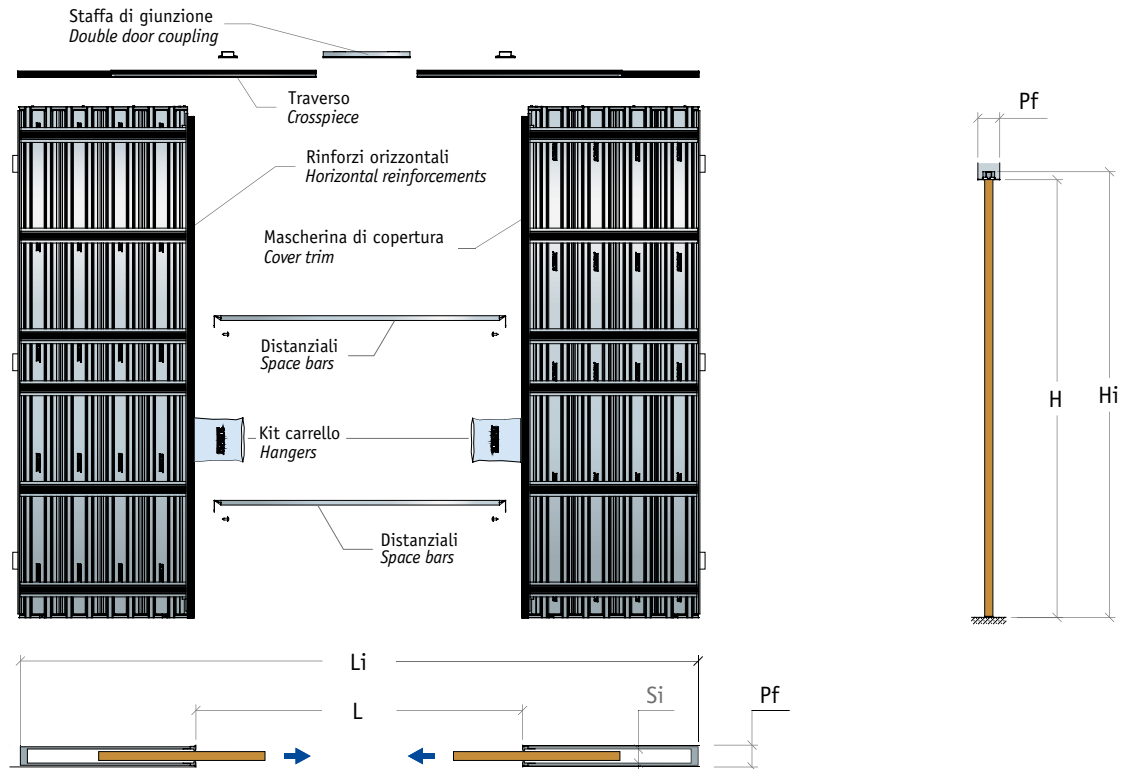 Staffa di giunzione
Double door coupling
Traverso
Crosspiece
Rinforzi orizzontali
Horizontal reinforcements
Mascherina di copertura
Cover trim
Distanziali
Space bars
Kit carrello
Hangers
Distanziali
Space bars
Pf
H
Hi
Li
L
Si
Pf